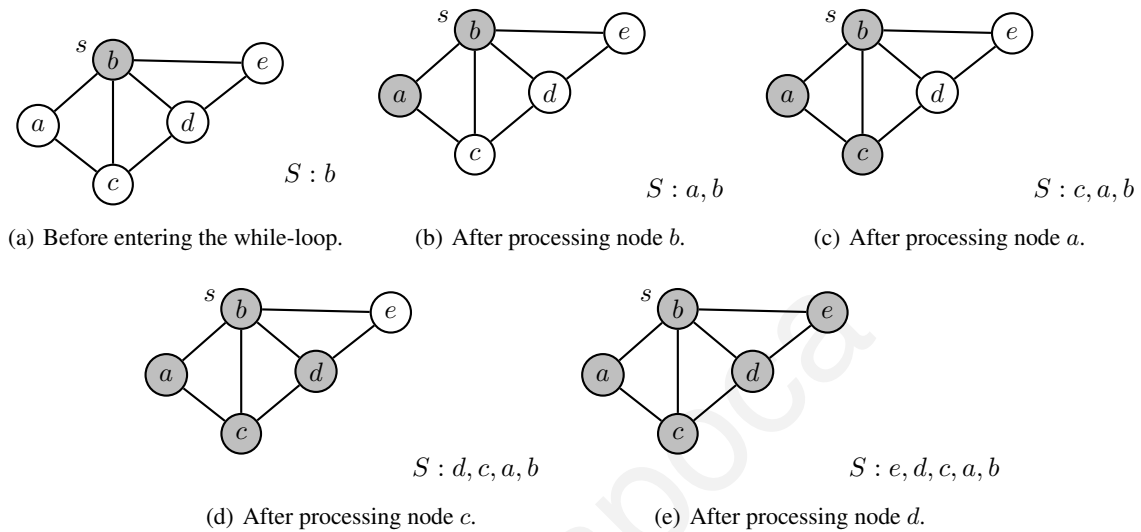 s b e
a d
c
S : b
(a) Before entering the while-loop.
s b e
a d
c
S : a, b
(b) After processing node b.
s b e
a d
c
S : c, a, b
(c) After processing node a.
s b e
a d
c
S : d, c, a, b
(d) After processing node c.
s b e
a d
c
S : e, d, c, a, b
(e) After processing node d.